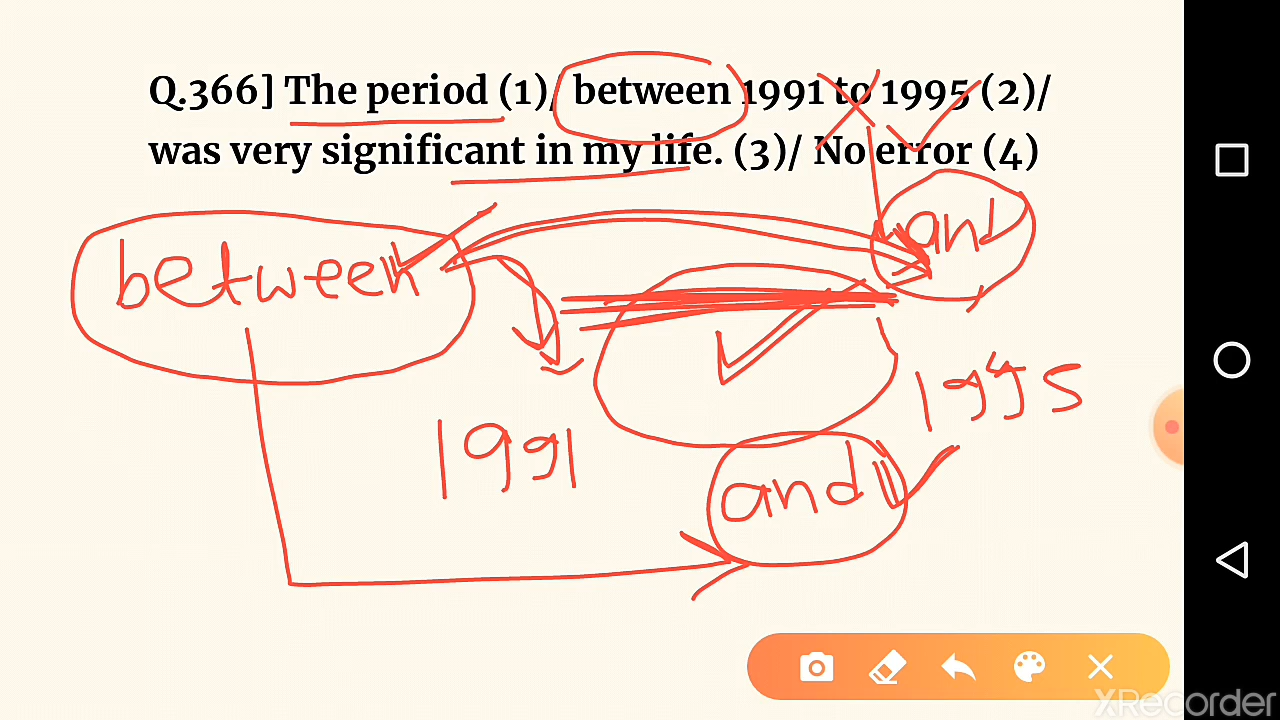 Q.366] The period (1)/ between 1991 to 1995 (2)/
was very significant in my life. (3)/ No error (4)
and
between
1995
1991
and
XRecorder